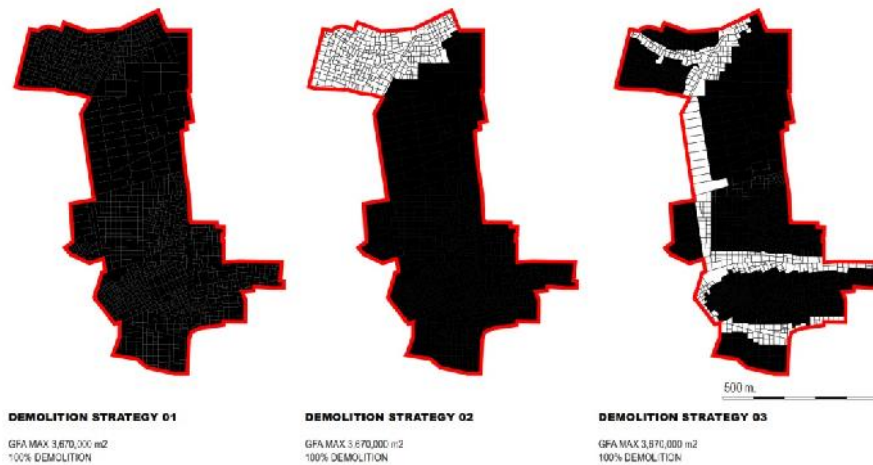 500 m.
DEMOLITION STRATEGY 01
GFA MAX 3,670,000 m2
100% DEMOLITION
DEMOLITION STRATEGY 02
GFA MAX 3,670,000 m2
100% DEMOLITION
DEMOLITION STRATEGY 03
GFA MAX 3,670,000 m2
100% DEMOLITION